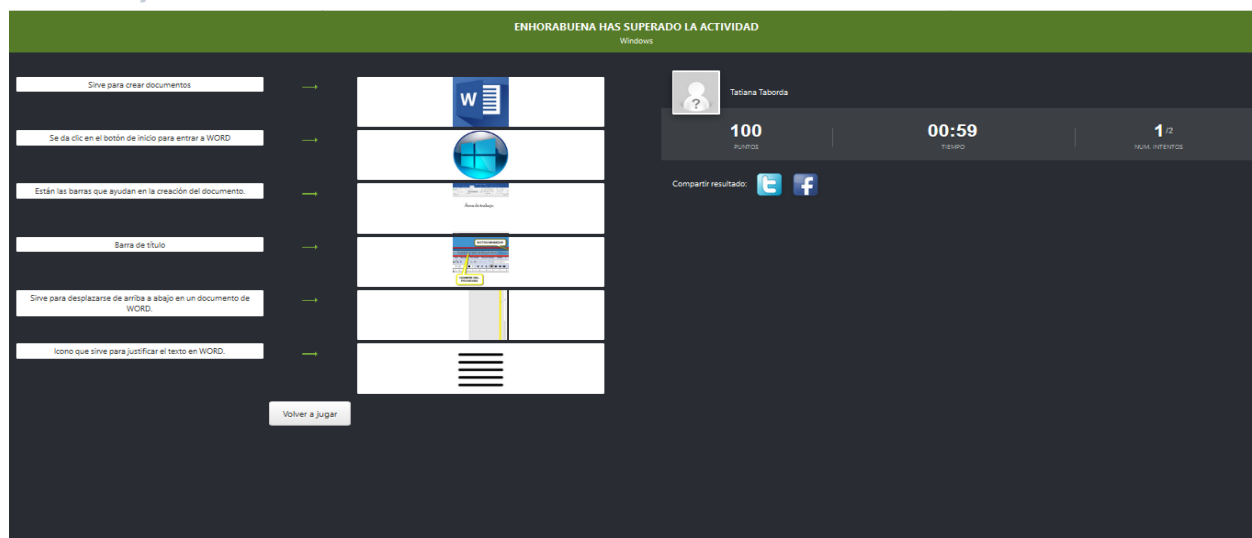 ENHORABUENA HAS SUPERADO LA ACTIVIDAD
Windows
Sirve para crear documentos
W
Se da clic en el botón de inicio para entrar a WORD
Están las barras que ayudan en la creación del documento.
Área de trabajo.
Barra de título
Sirve para desplazarse de arriba a abajo en un documento de
WORD.
Icono que sirve para justificar el texto en WORD.
Volver a jugar
Tatiana Taborda
?
100
PUNTOS
00:59
TIEMPO
1 /2
NUM. INTENTOS
Compartir resultado: